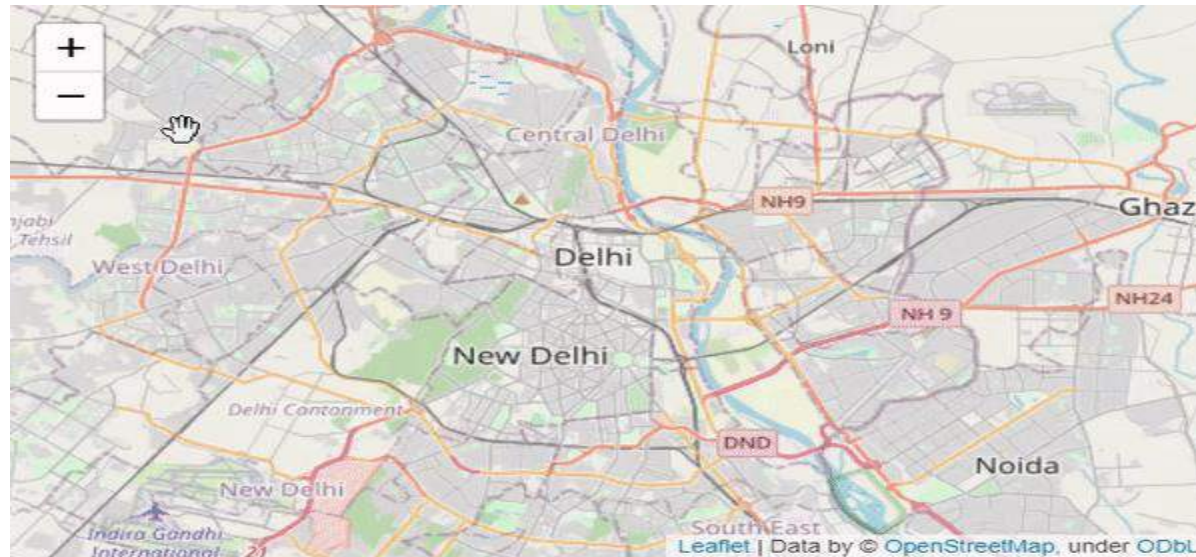 +
−
Loni
Central Delhi
NH9
Ghaz
njabi
Tehsil
Delhi
West Delhi
NH24
NH 9
New Delhi
Delhi Cantonment
DND
Noida
New Delhi
Indira Gandhi
International
21
South East
Leaflet | Data by © OpenStreetMap, under ODbl